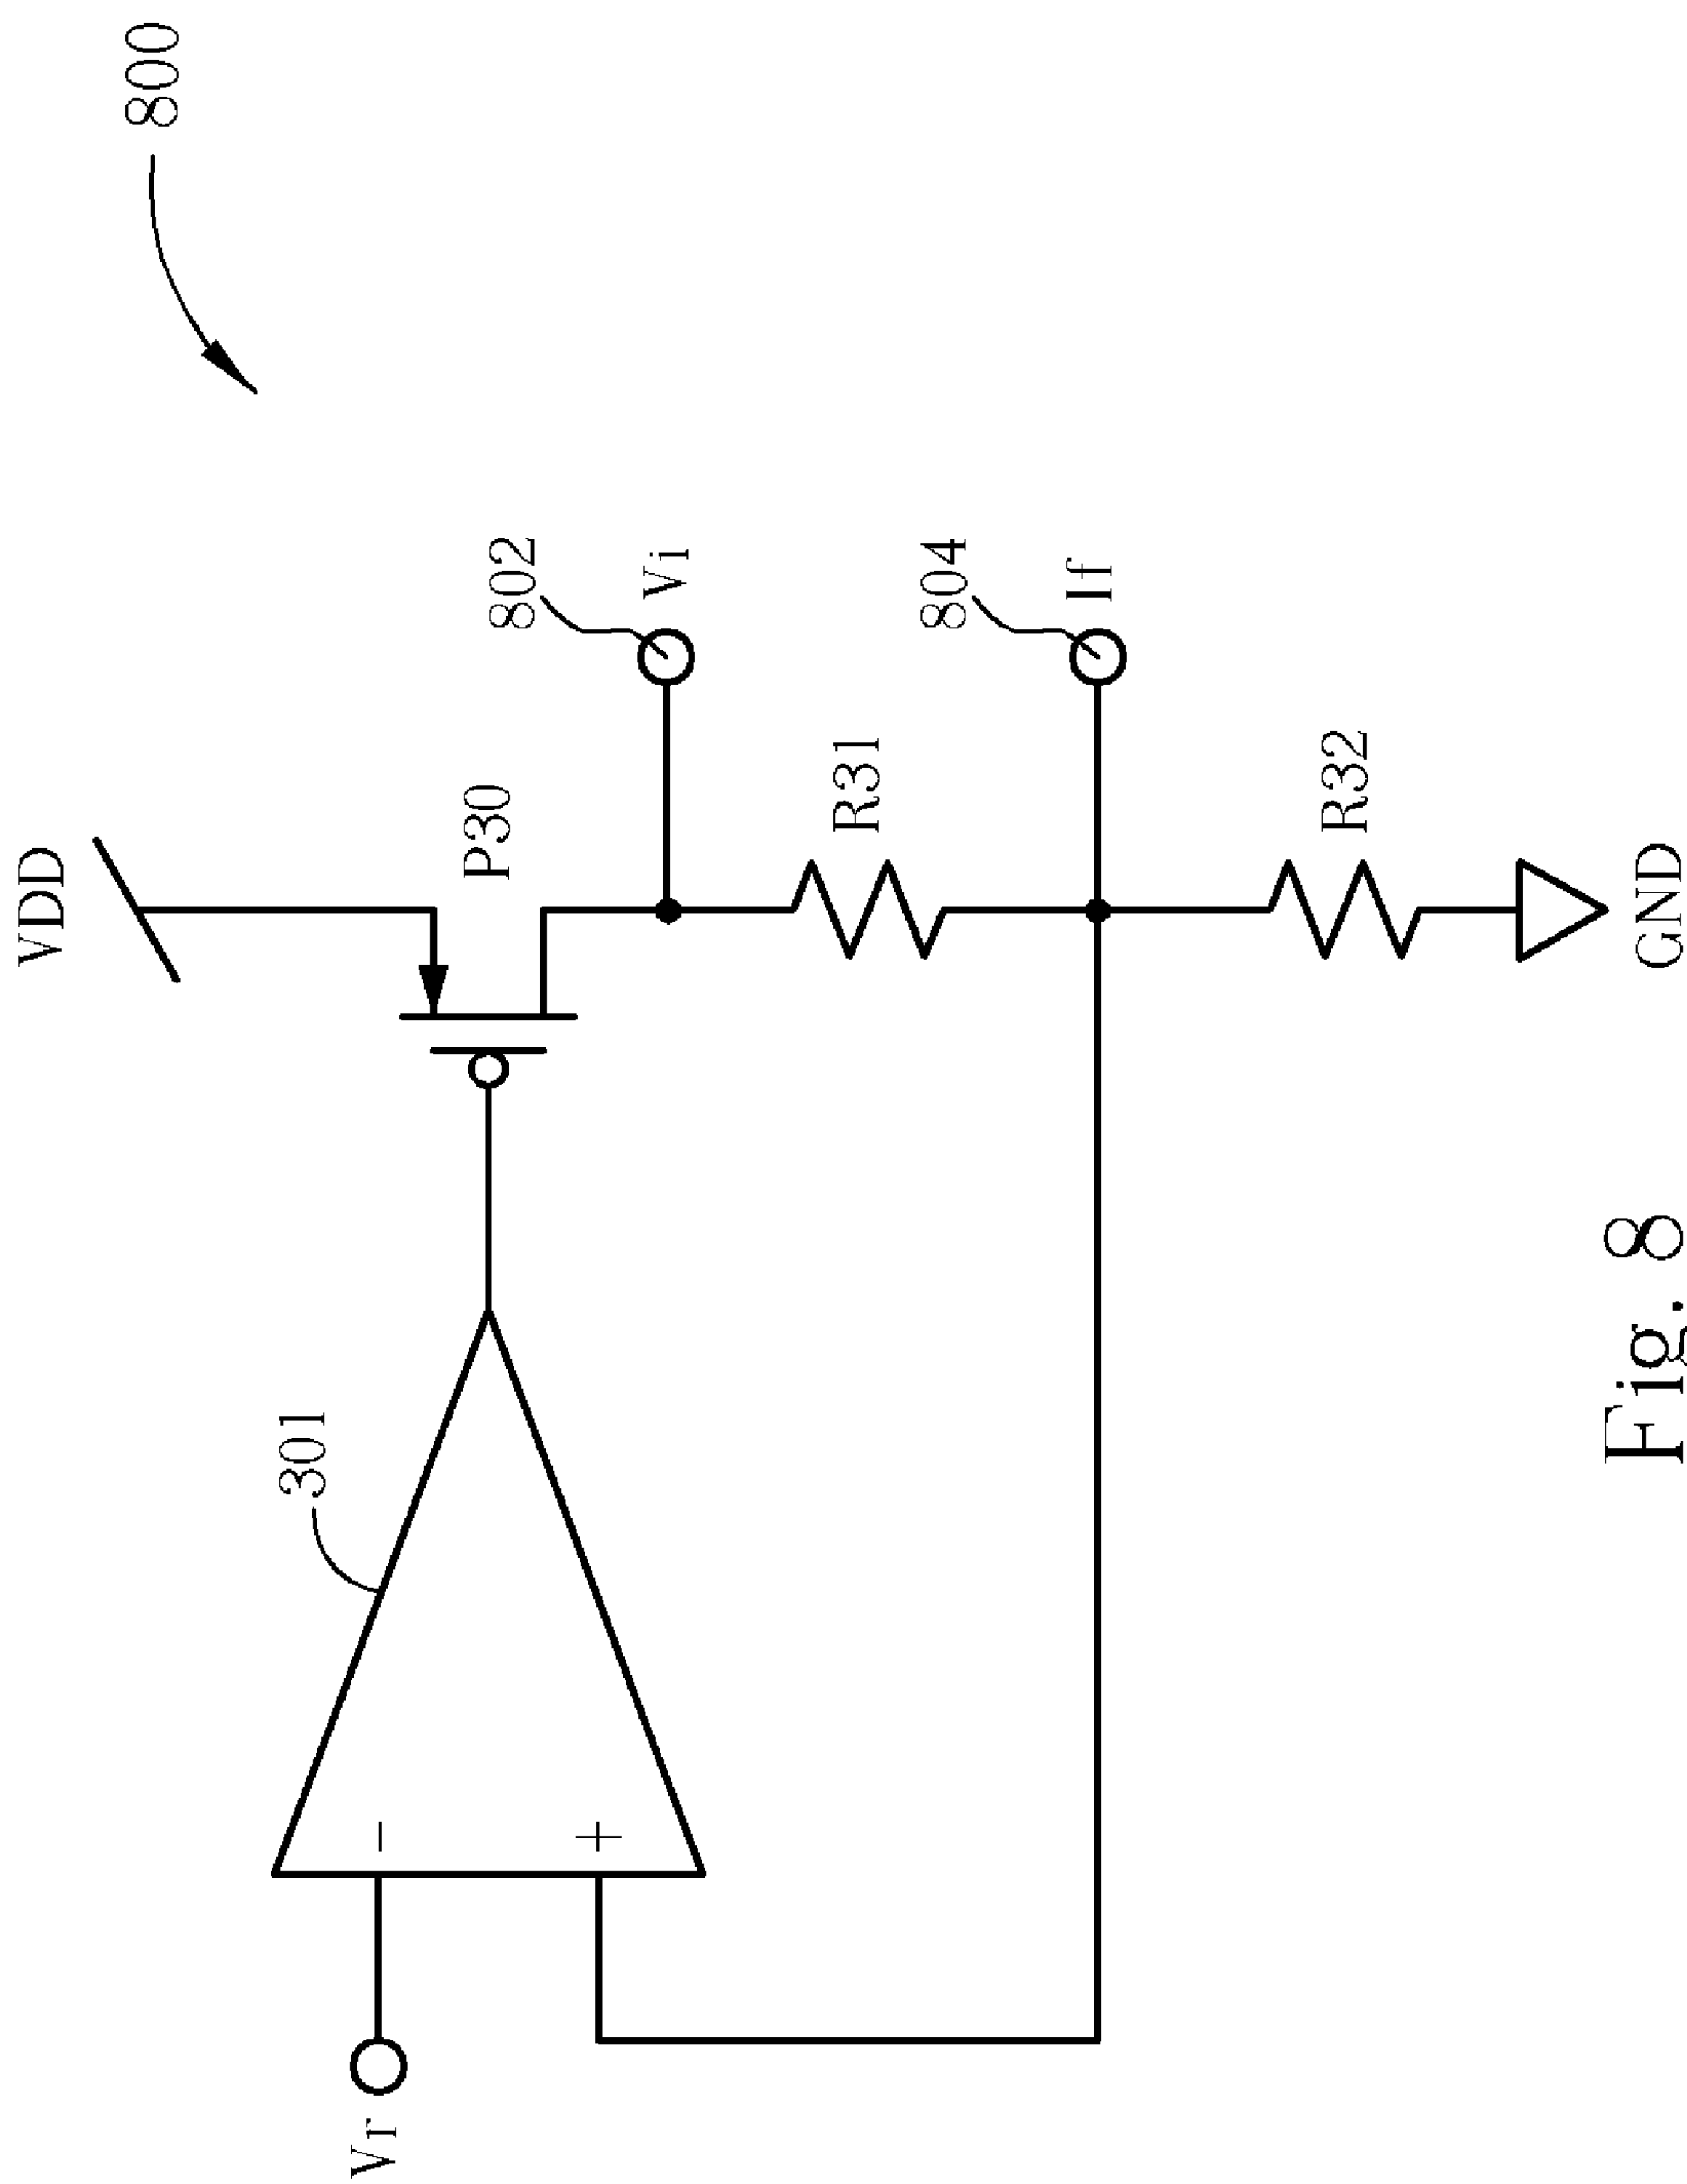 800
VDD
P30
802
Vi
301
Vr
-
+
R31
804
If
R32
GND
Fig. 8